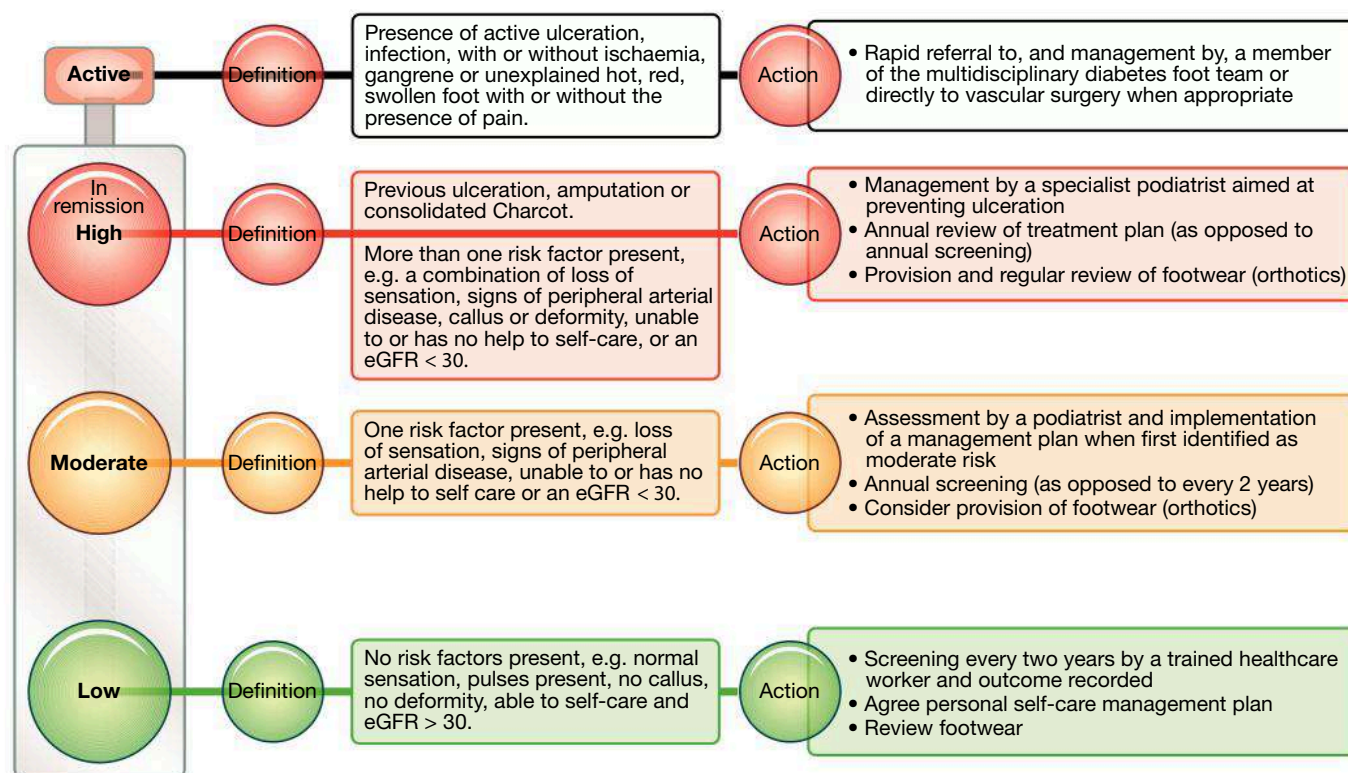 Active
Definition
Presence of active ulceration,
infection, with or without ischaemia,
gangrene or unexplained hot, red,
swollen foot with or without the
presence of pain.
Action
• Rapid referral to, and management by, a member
of the multidisciplinary diabetes foot team or
directly to vascular surgery when appropriate
In
remission
High
Definition
Previous ulceration, amputation or
consolidated Charcot.
More than one risk factor present,
e.g. a combination of loss of
sensation, signs of peripheral arterial
disease, callus or deformity, unable
to or has no help to self-care, or an
eGFR < 30.
Action
• Management by a specialist podiatrist aimed at
preventing ulceration
• Annual review of treatment plan (as opposed to
annual screening)
• Provision and regular review of footwear (orthotics)
Moderate
Definition
One risk factor present, e.g. loss
of sensation, signs of peripheral
arterial disease, unable to or has no
help to self care or an eGFR < 30.
Action
• Assessment by a podiatrist and implementation
of a management plan when first identified as
moderate risk
• Annual screening (as opposed to every 2 years)
• Consider provision of footwear (orthotics)
Low
Definition
No risk factors present, e.g. normal
sensation, pulses present, no callus,
no deformity, able to self-care and
eGFR > 30.
Action
• Screening every two years by a trained healthcare
worker and outcome recorded
• Agree personal self-care management plan
• Review footwear